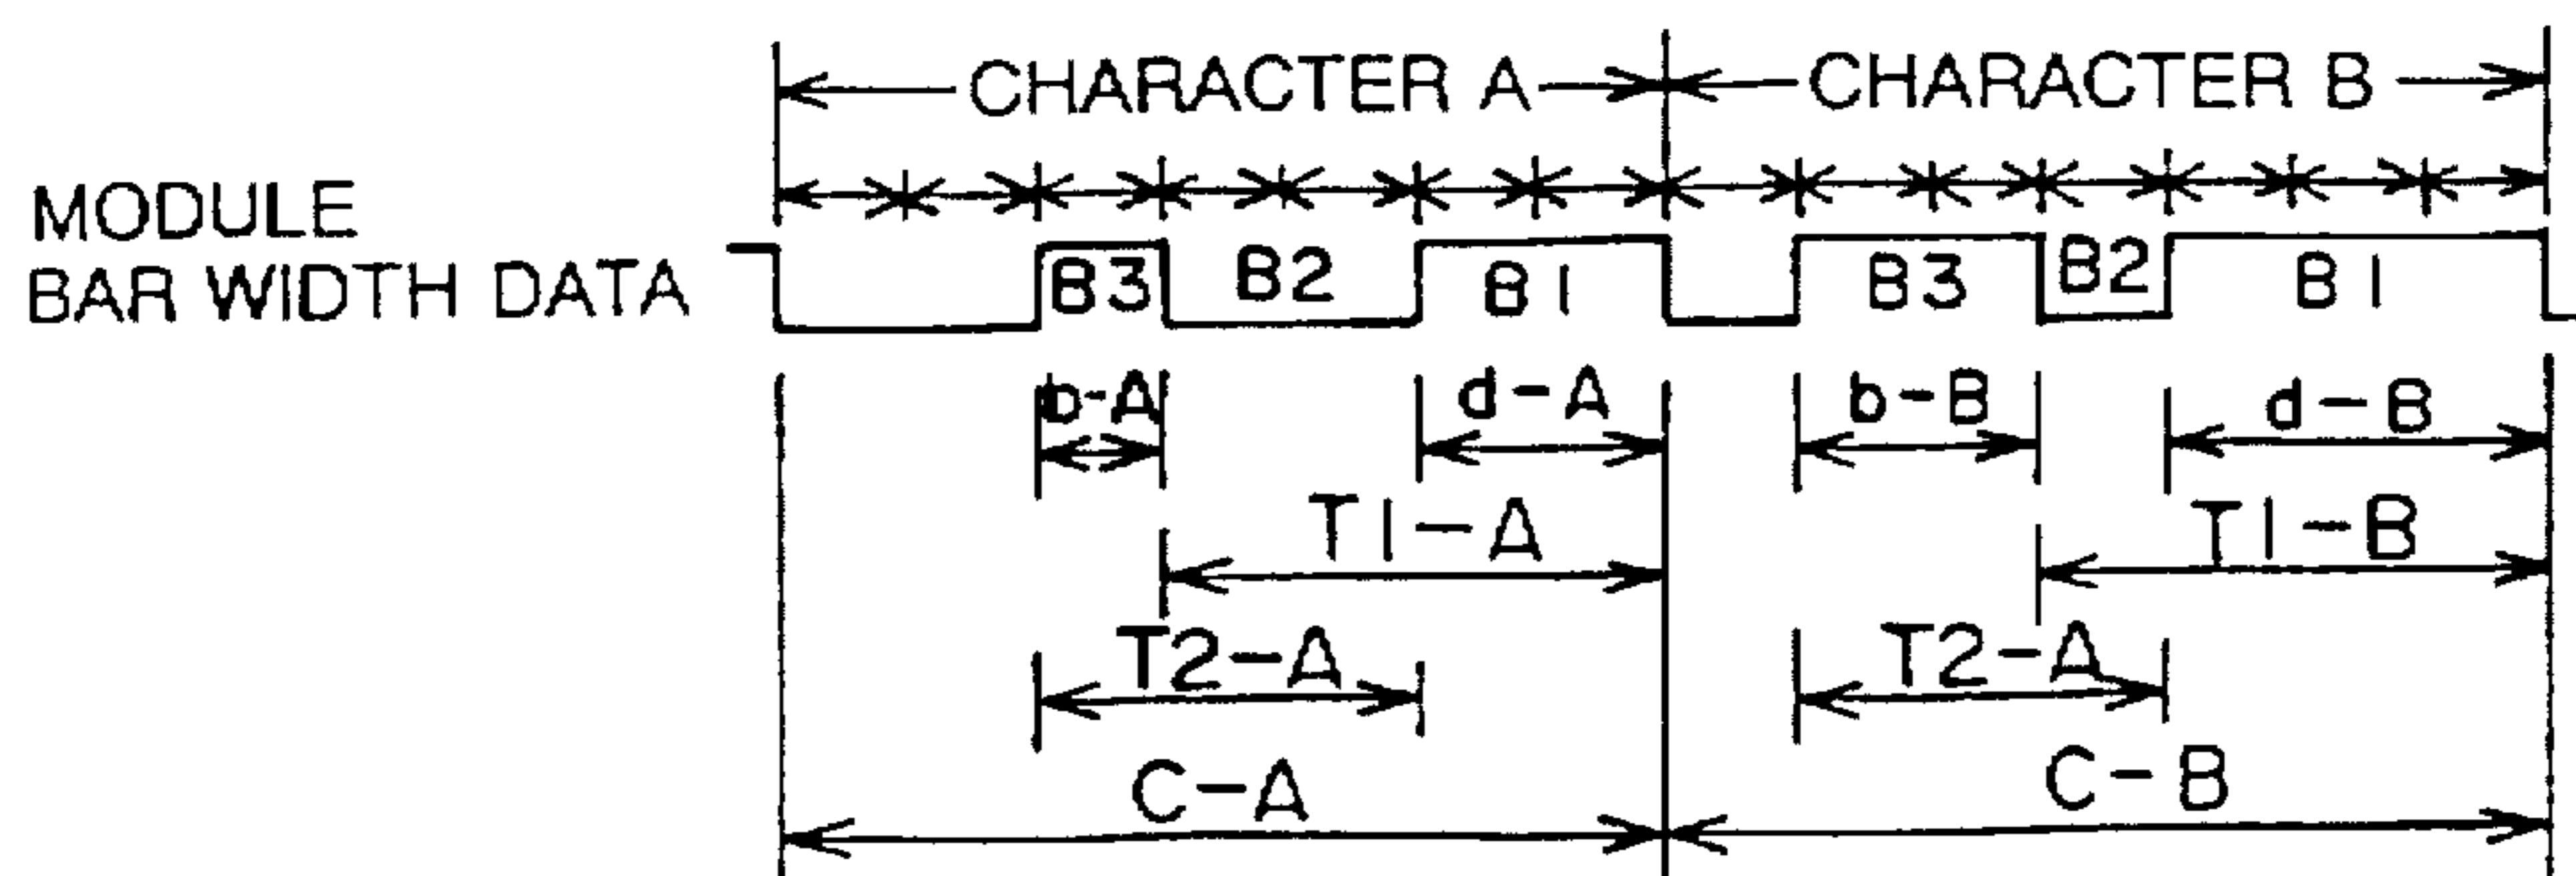 CHARACTER A CHARACTER B
MODULE
BAR WIDTH DATA
B3 B2 B1 B3 B2 B1
b-A d-A b-B d-B
T1-A T1-B
T2-A T2-A
C-A C-B